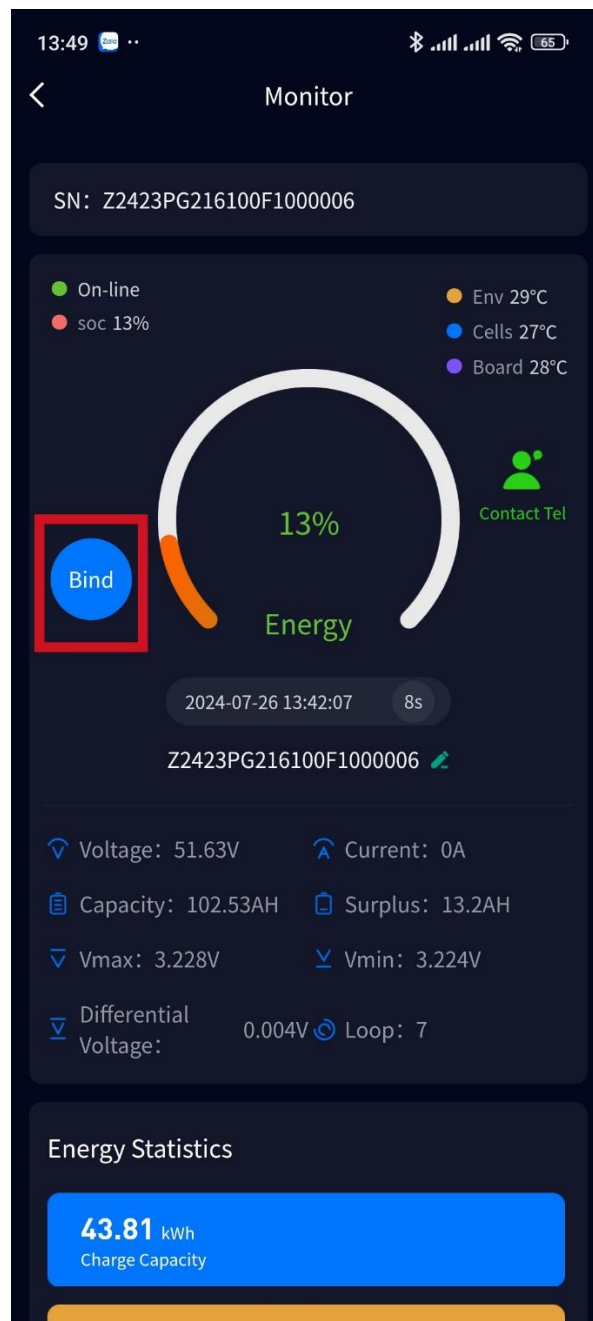 13:49 Zalo ·· 65
Monitor
SN: Z2423PG216100F1000006
On-line
soc 13%
Env 29°C
Cells 27°C
Board 28°C
Contact Tel
13%
Bind
Energy
2024-07-26 13:42:07 8s
Z2423PG216100F1000006
Voltage: 51.63V Current: 0A
Capacity: 102.53AH Surplus: 13.2AH
Vmax: 3.228V Vmin: 3.224V
Differential
Voltage: 0.004V Loop: 7
Energy Statistics
43.81 kWh
Charge Capacity